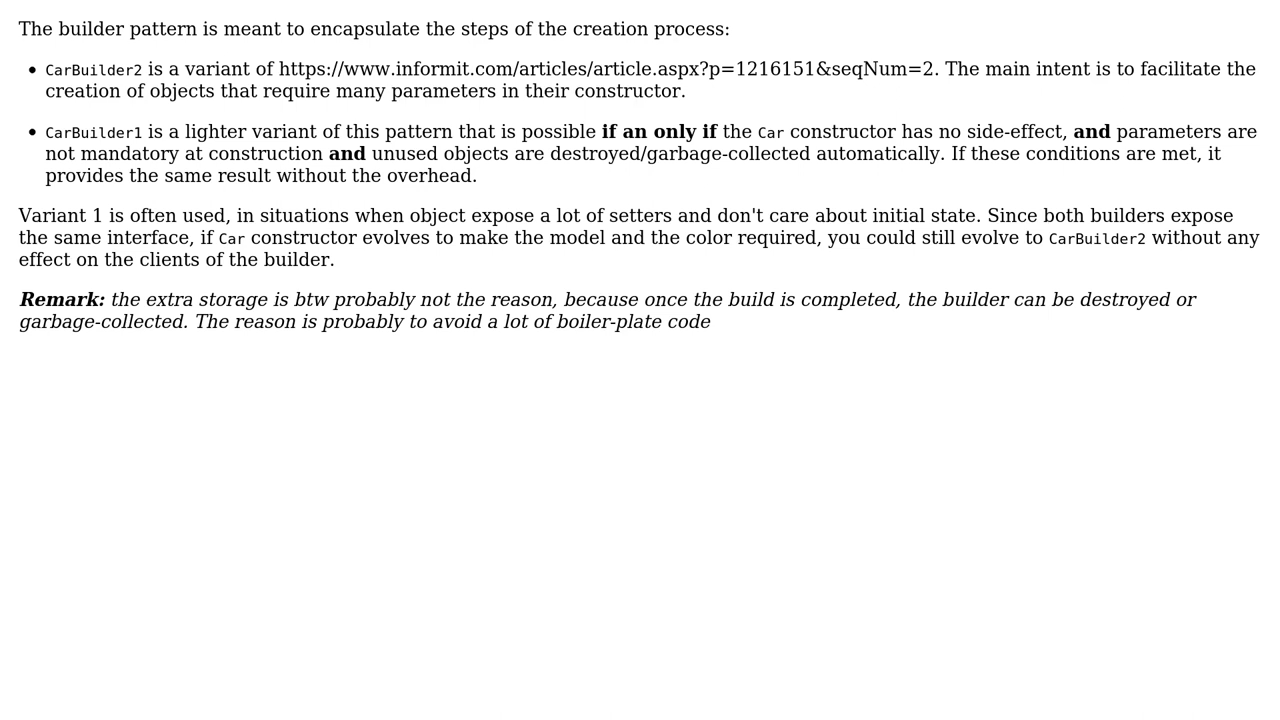 The builder pattern is meant to encapsulate the steps of the creation process:
• CarBuilder2 is a variant of https://www.informit.com/articles/article.aspx?p=1216151&seqNum=2. The main intent is to facilitate the
creation of objects that require many parameters in their constructor.
• CarBuilder1 is a lighter variant of this pattern that is possible if an only if the Car constructor has no side-effect, and parameters are
not mandatory at construction and unused objects are destroyed/garbage-collected automatically. If these conditions are met, it
provides the same result without the overhead.
Variant 1 is often used, in situations when object expose a lot of setters and don't care about initial state. Since both builders expose
the same interface, if Car constructor evolves to make the model and the color required, you could still evolve to CarBuilder2 without any
effect on the clients of the builder.
Remark: the extra storage is btw probably not the reason, because once the build is completed, the builder can be destroyed or
garbage-collected. The reason is probably to avoid a lot of boiler-plate code